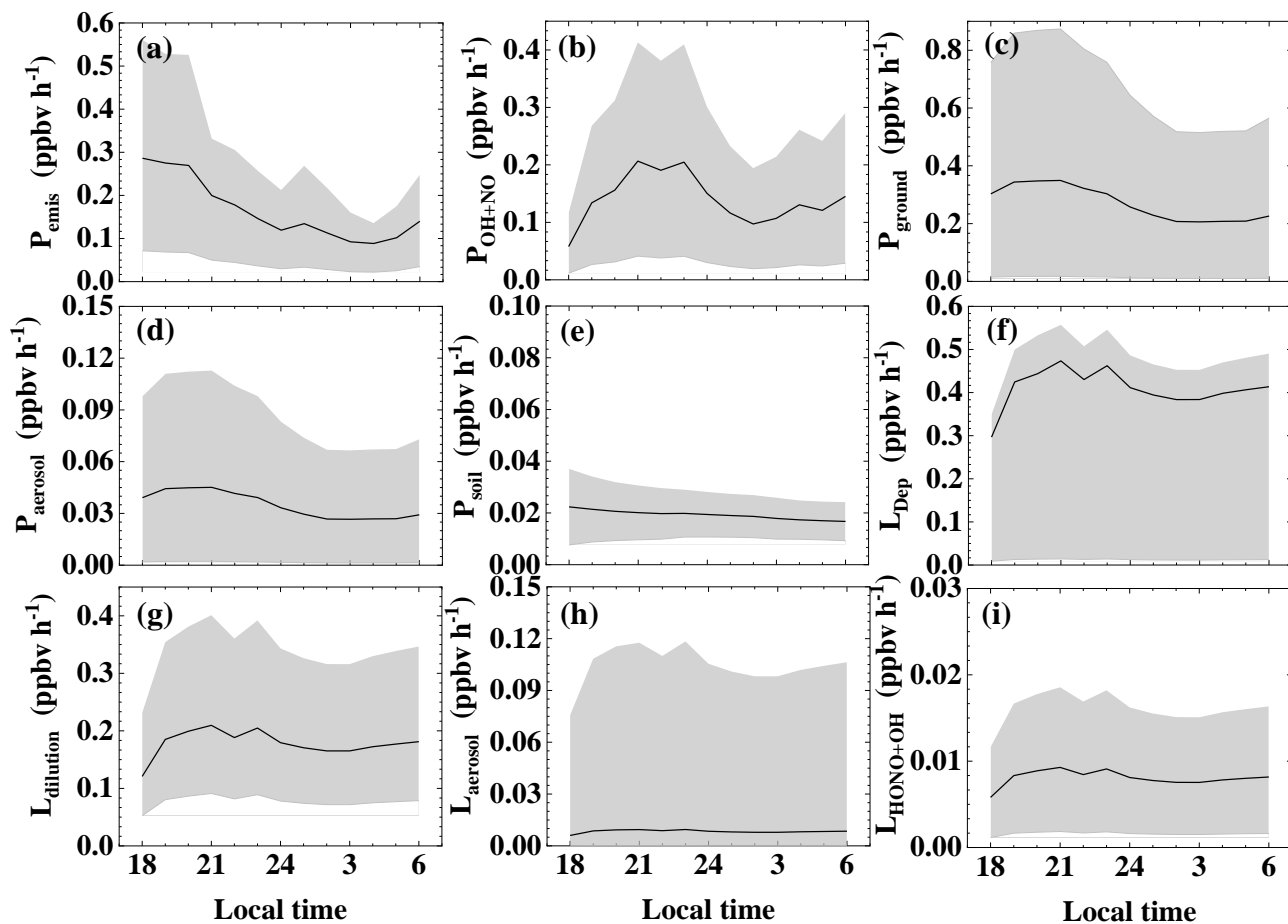 (a)
P_emis (ppbv h^-1)
0.6
0.5
0.4
0.3
0.2
0.1
0.0
(b)
P_OH+NO (ppbv h^-1)
0.4
0.3
0.2
0.1
0.0
(c)
P_ground (ppbv h^-1)
0.8
0.6
0.4
0.2
0.0
(d)
P_aerosol (ppbv h^-1)
0.15
0.12
0.09
0.06
0.03
0.00
(e)
P_soil (ppbv h^-1)
0.10
0.08
0.06
0.04
0.02
0.00
(f)
L_Dep (ppbv h^-1)
0.6
0.5
0.4
0.3
0.2
0.1
0
(g)
L_dilution (ppbv h^-1)
0.4
0.3
0.2
0.1
0.0
18 21 24 3 6
Local time
(h)
L_aerosol (ppbv h^-1)
0.15
0.12
0.09
0.06
0.03
0.00
18 21 24 3 6
Local time
(i)
L_HONO+OH (ppbv h^-1)
0.03
0.02
0.01
0.00
18 21 24 3 6
Local time